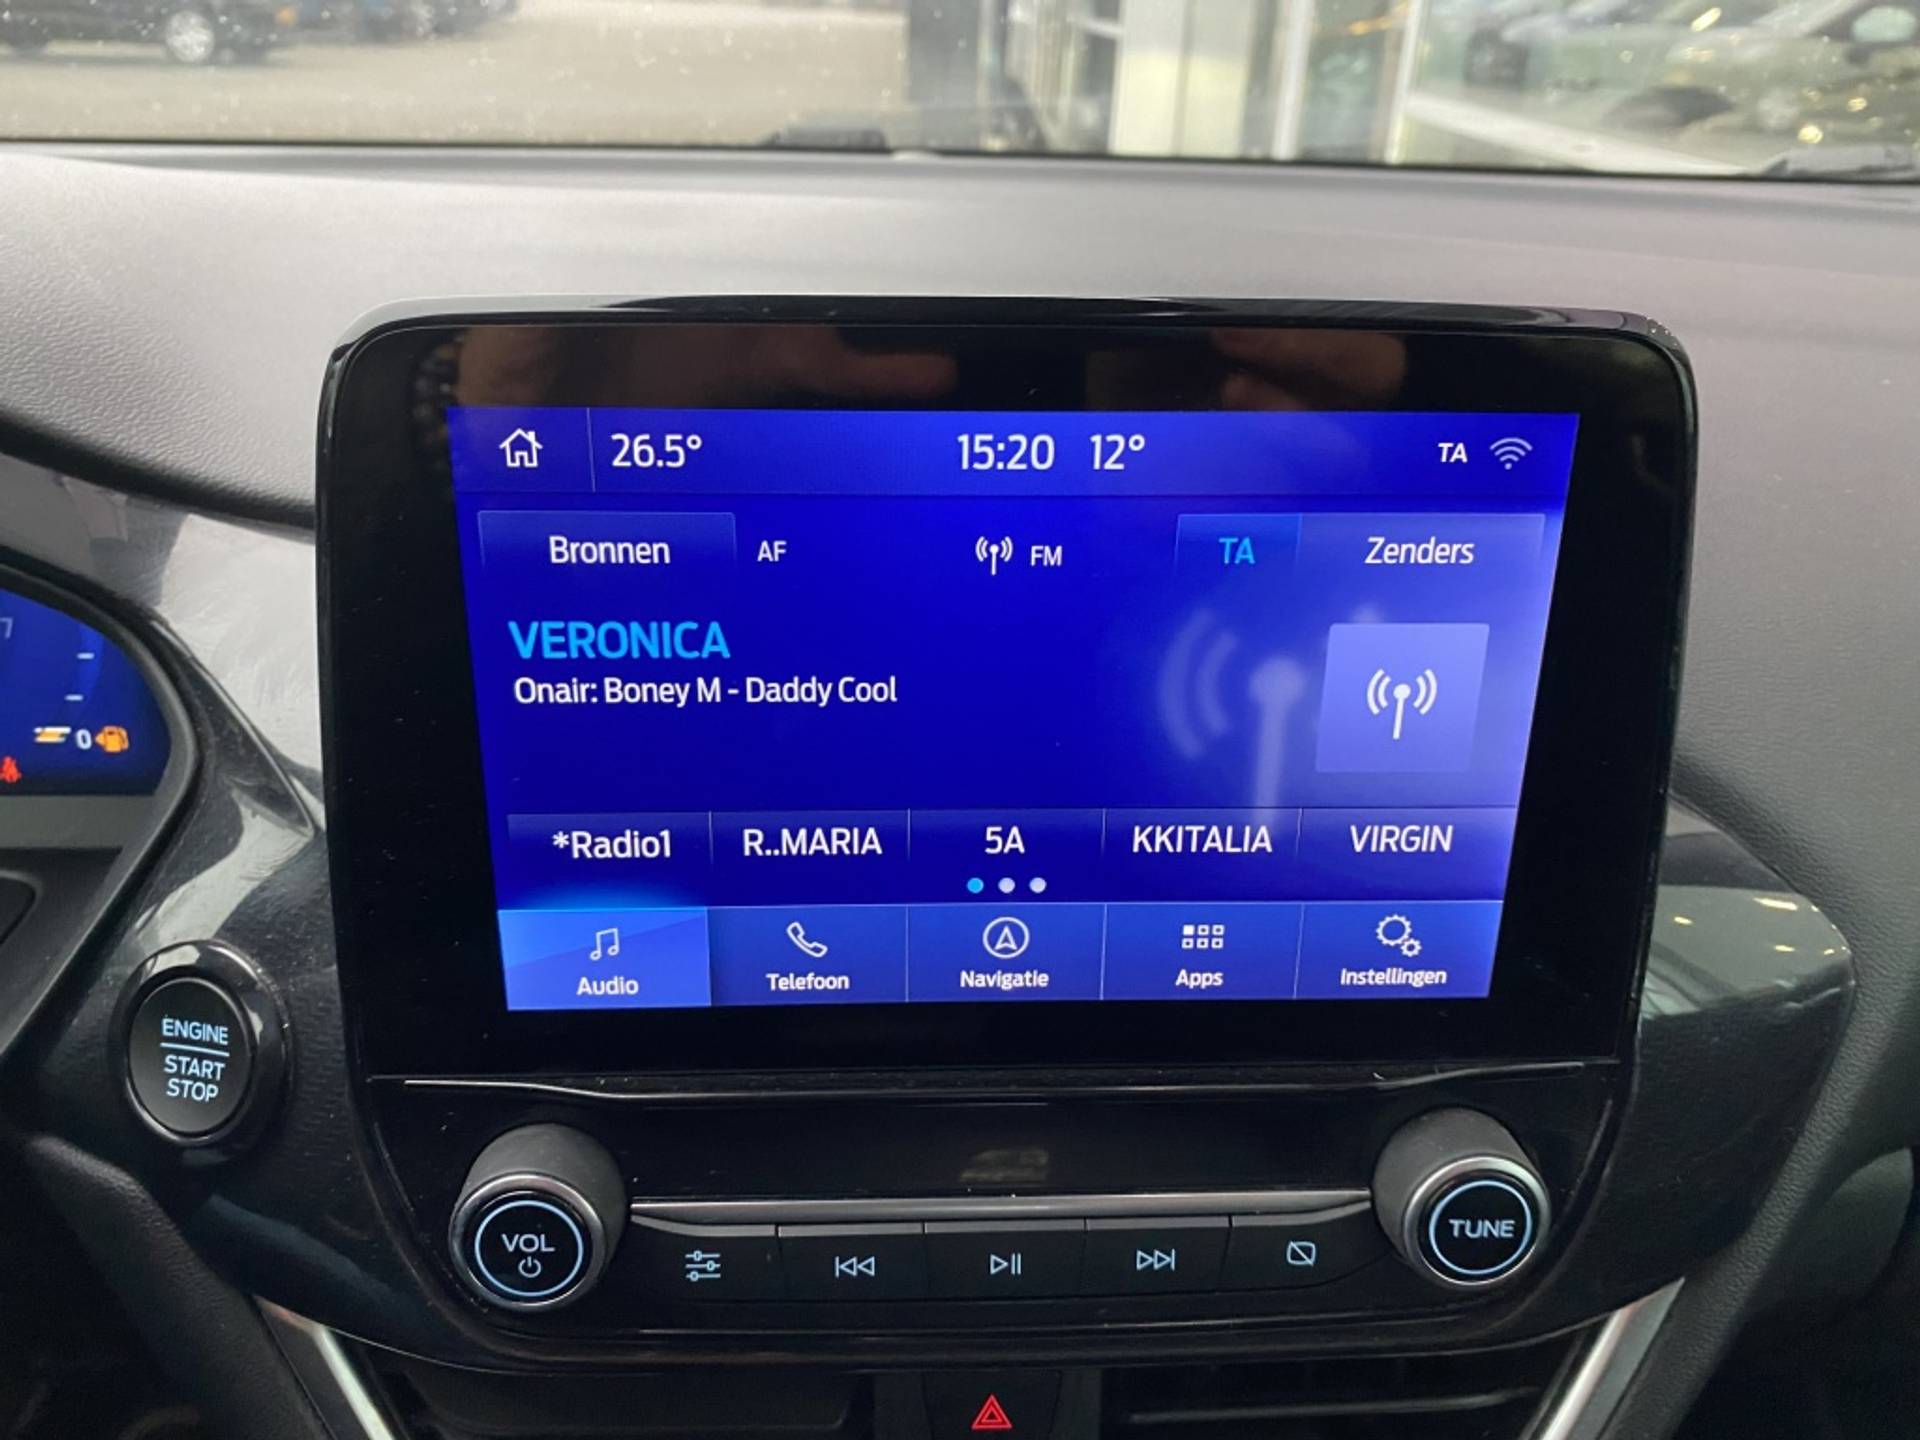 26.5° 15:20 12° TA
Bronnen AF FM TA Zenders
VERONICA
Onair: Boney M - Daddy Cool
*Radio1 R..MARIA 5A KKITALIA VIRGIN
Audio Telefoon Navigatie Apps Instellingen
0
ENGINE
START
STOP
VOL TUNE